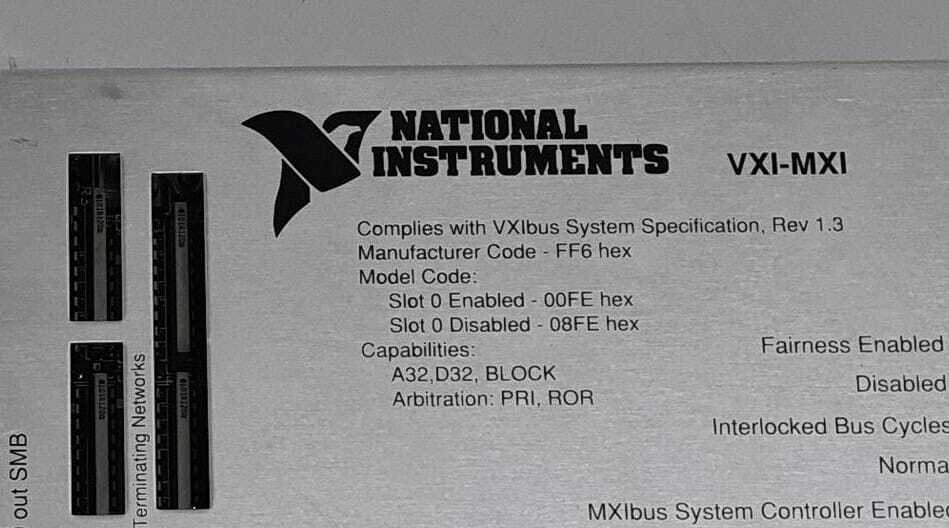 NATIONAL
INSTRUMENTS
VXI-MXI
Complies with VXIbus System Specification, Rev 1.3
Manufacturer Code - FF6 hex
Model Code:
Slot 0 Enabled - 00FE hex
Slot 0 Disabled - 08FE hex
Capabilities:
A32,D32, BLOCK
Arbitration: PRI, ROR
Fairness Enabled
Disabled
Interlocked Bus Cycles
Norma
MXIbus System Controller Enable
Terminating Networks
out SMB